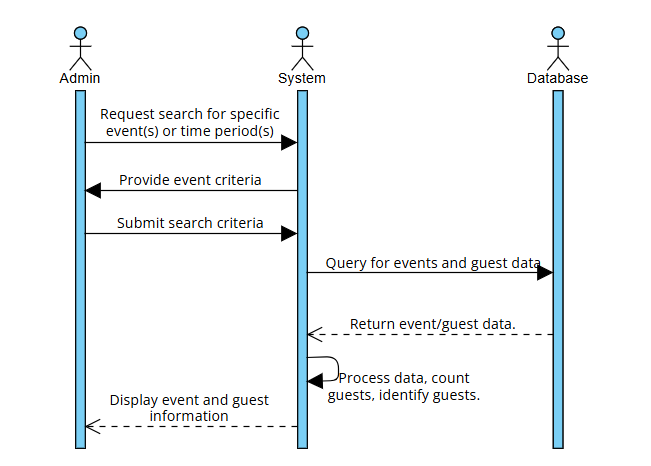 Admin
System
Database
Request search for specific
event(s) or time period(s)
Provide event criteria
Submit search criteria
Query for events and guest data
Return event/guest data.
Process data, count
guests, identify guests.
Display event and guest
information